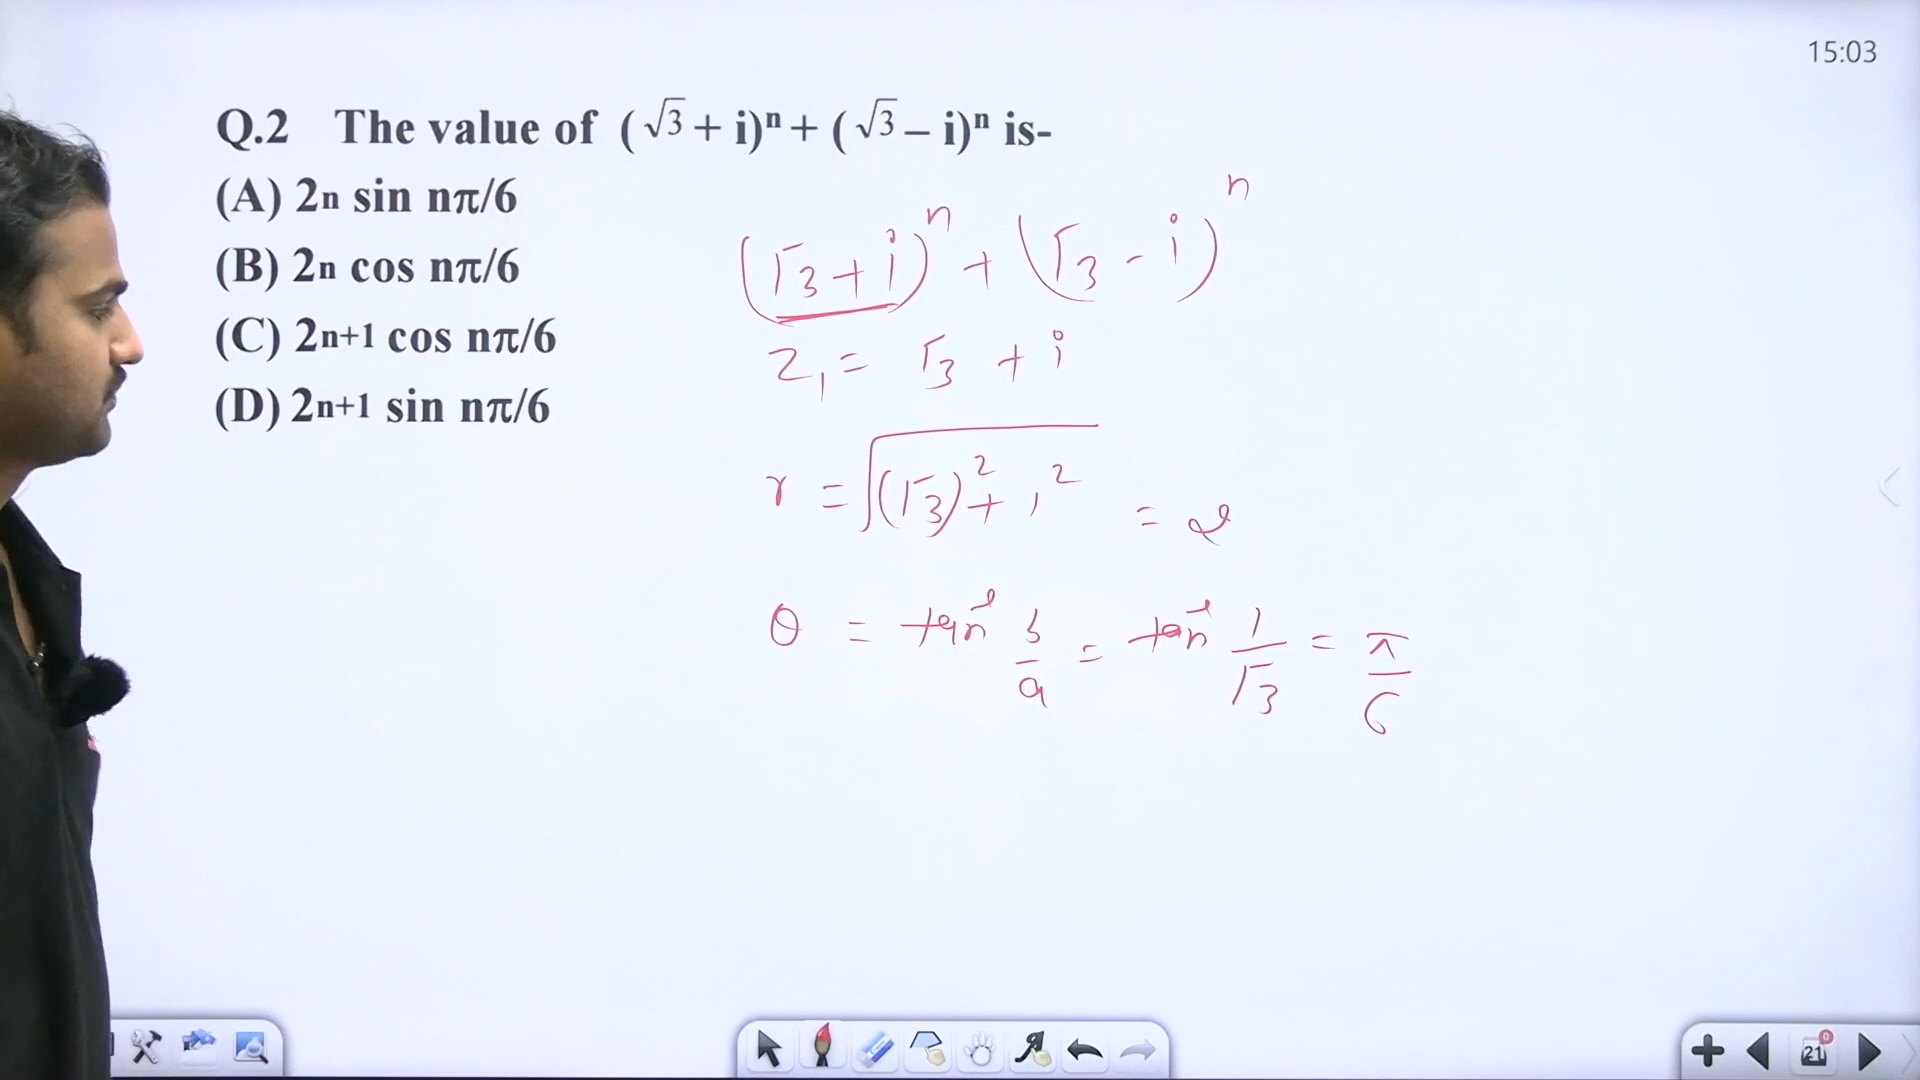 15:03
Q.2 The value of (√3 + i)ⁿ + (√3 – i)ⁿ is-
(A) 2n sin nπ/6
(B) 2n cos nπ/6
(C) 2n+1 cos nπ/6
(D) 2n+1 sin nπ/6
(√3 + i)ⁿ + (√3 - i)ⁿ
z₁ = √3 + i
r = √((√3)² + 1²) = 2
θ = tan⁻¹ b/a = tan⁻¹ 1/√3 = π/6
21
0